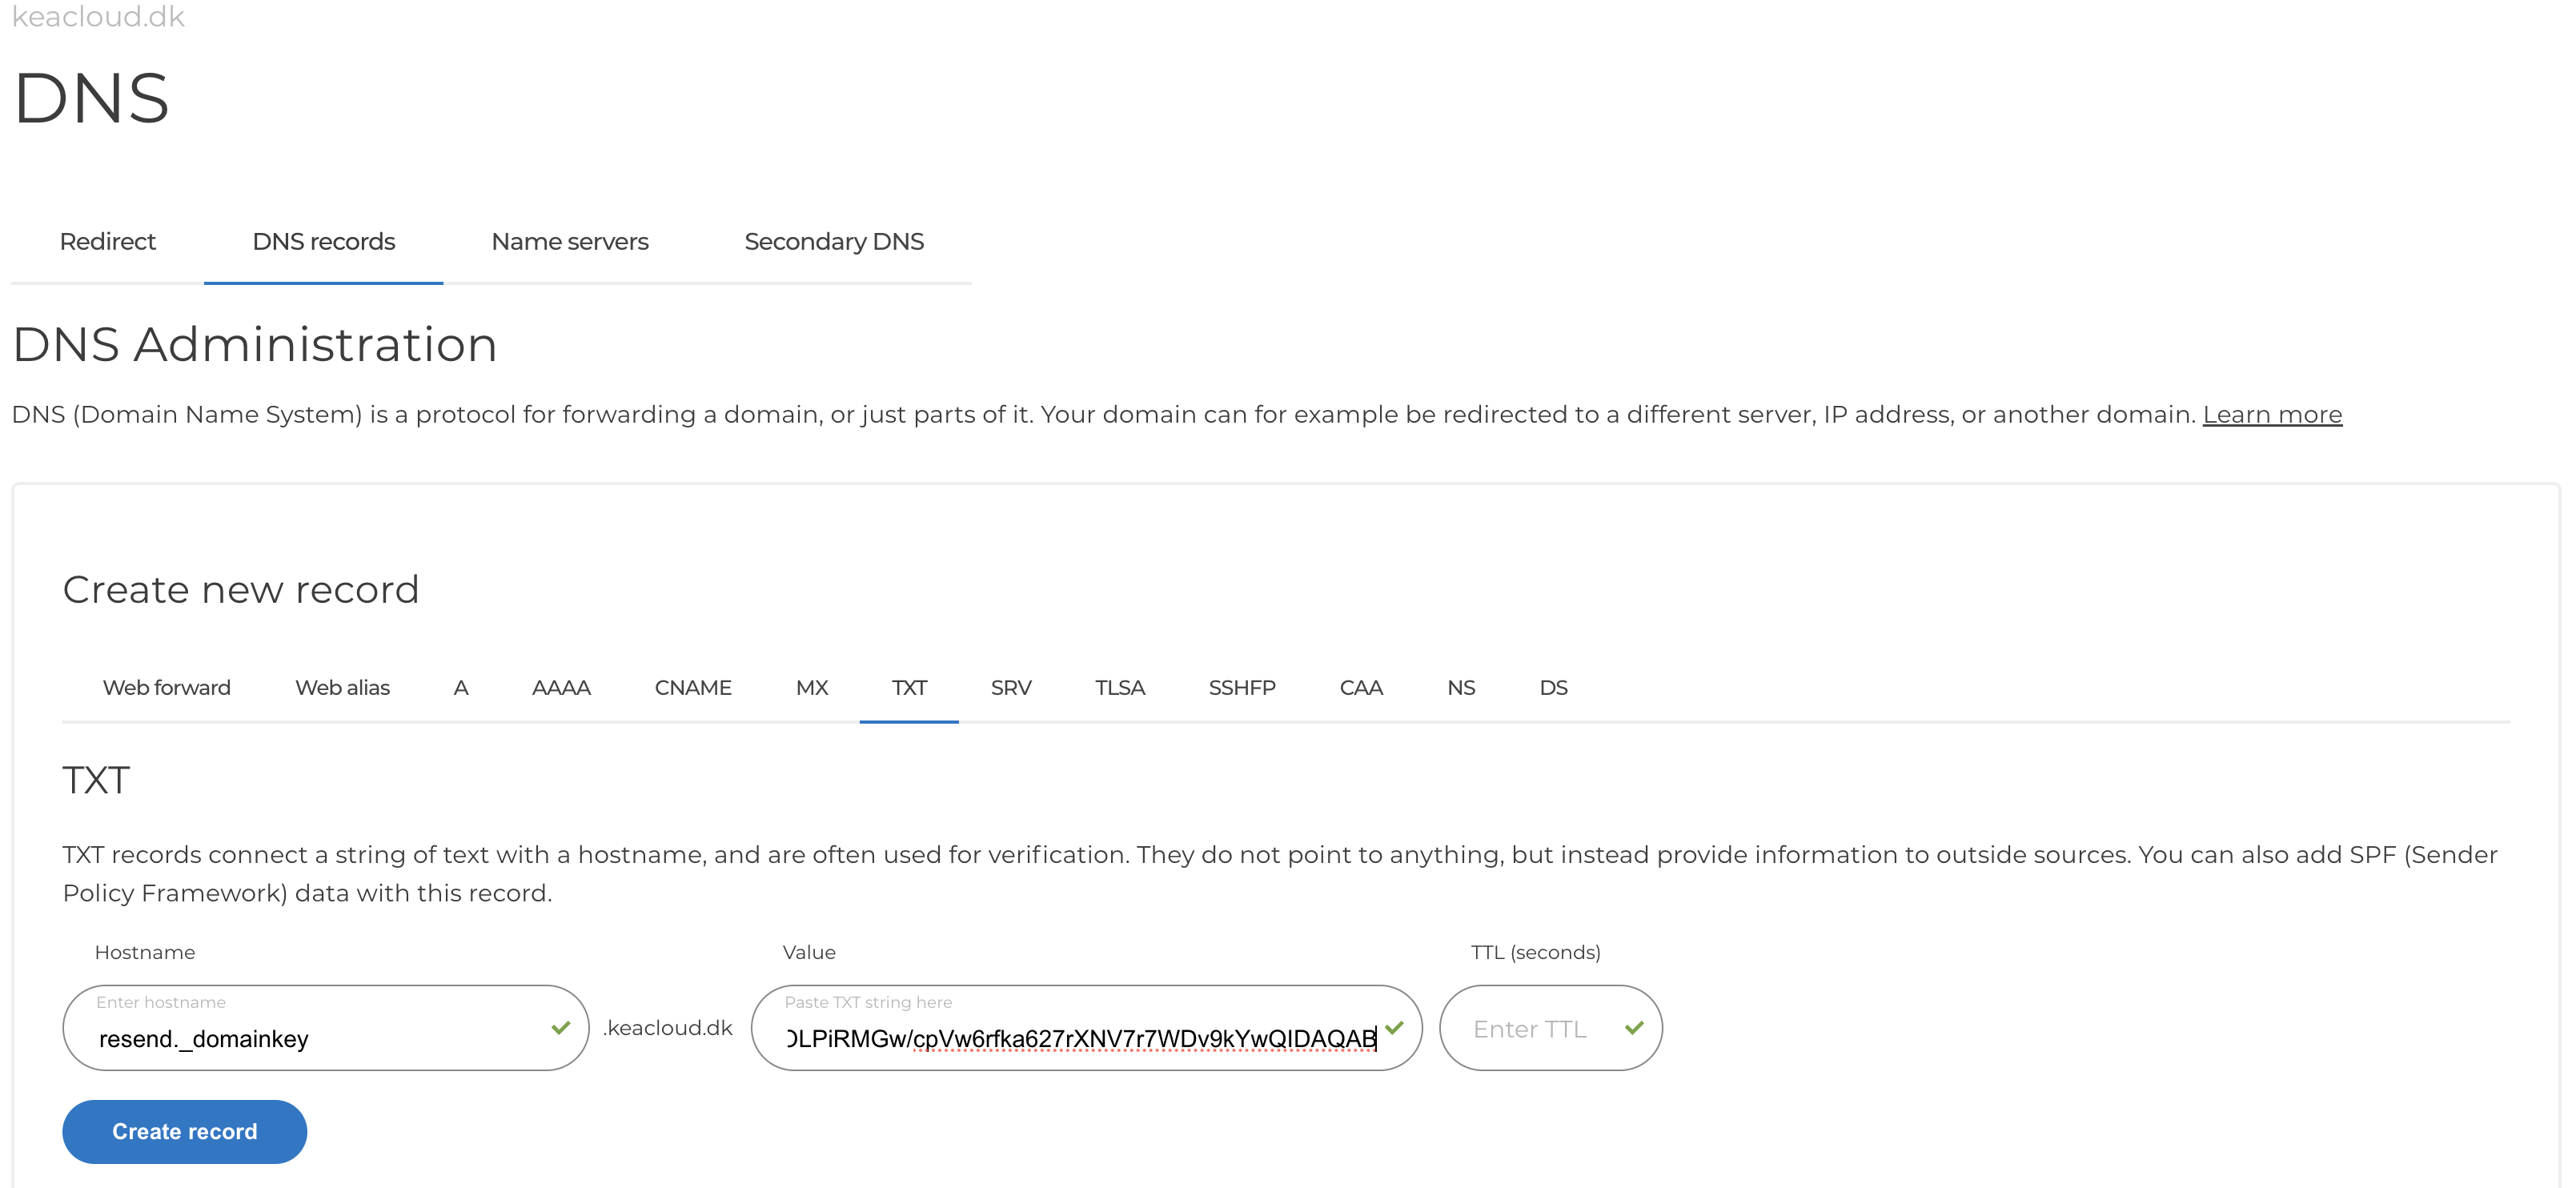 keacloud.dk
DNS
Redirect DNS records Name servers Secondary DNS
DNS Administration
DNS (Domain Name System) is a protocol for forwarding a domain, or just parts of it. Your domain can for example be redirected to a different server, IP address, or another domain. Learn more
Create new record
Web forward Web alias A AAAA CNAME MX TXT SRV TLSA SSHFP CAA NS DS
TXT
TXT records connect a string of text with a hostname, and are often used for verification. They do not point to anything, but instead provide information to outside sources. You can also add SPF (Sender
Policy Framework) data with this record.
Hostname Value TTL (seconds)
Enter hostname Paste TXT string here
resend._domainkey .keacloud.dk LPiRMGw/cpVw6rfka627rXNV7r7WDv9kYwQIDAQAB Enter TTL
Create record